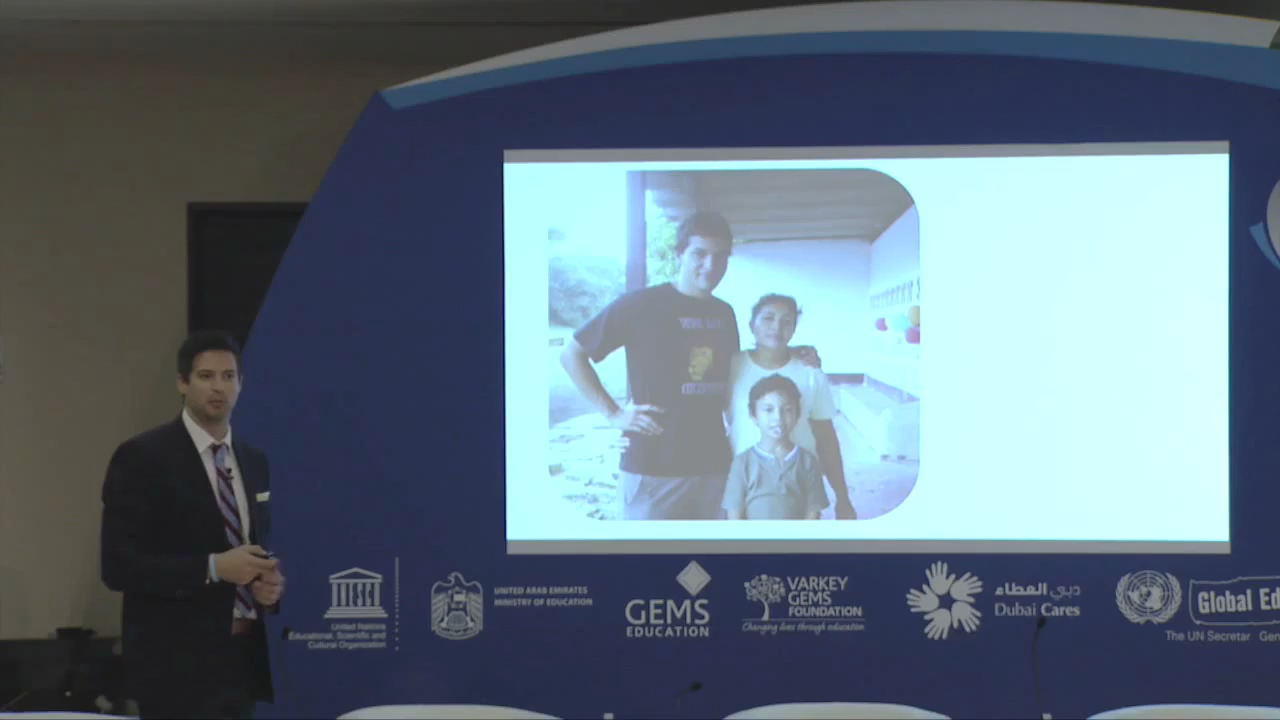 United Nations
Educational, Scientific and
Cultural Organization
UNITED ARAB EMIRATES
MINISTRY OF EDUCATION
GEMS
EDUCATION
VARKEY
GEMS
FOUNDATION
Changing lives through education
دبي العطاء
Dubai Cares
Global Ed
The UN Secretar Gen